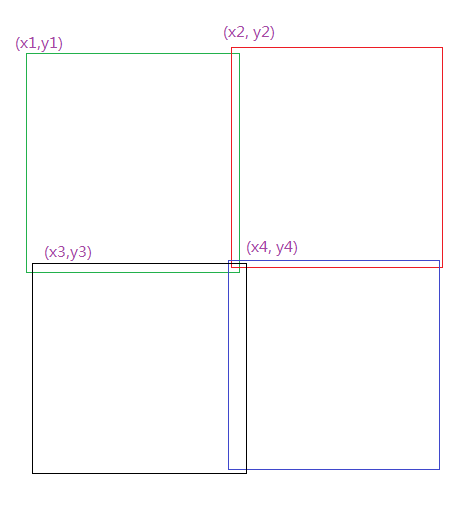 (x1,y1)
(x2, y2)
(x3,y3)
(x4, y4)